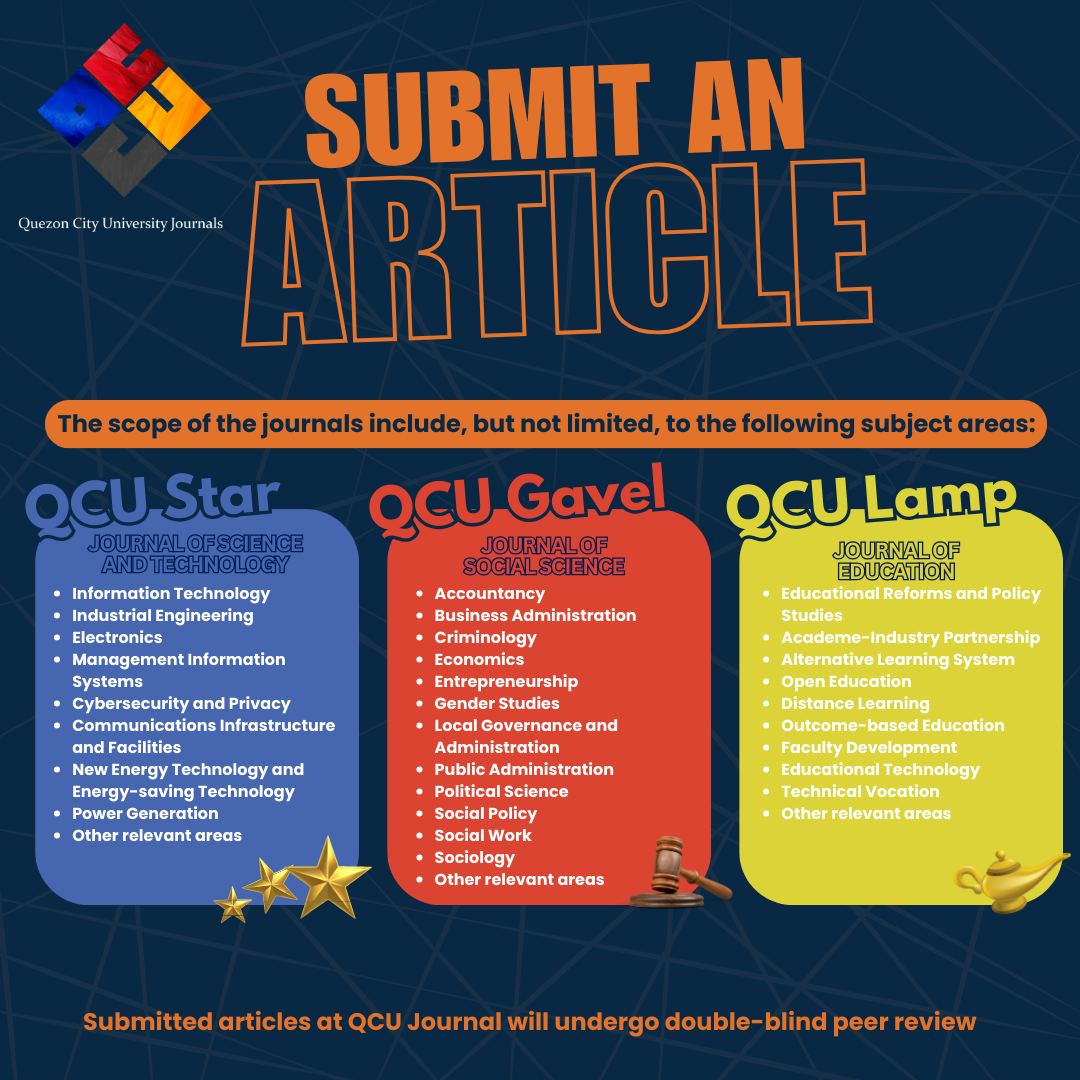 Quezon City University Journals
SUBMIT AN
ARTICLE
The scope of the journals include, but not limited, to the following subject areas:
QCU Star
JOURNAL OF SCIENCE
AND TECHNOLOGY
Information Technology
Industrial Engineering
Electronics
Management Information
Systems
Cybersecurity and Privacy
Communications Infrastructure
and Facilities
New Energy Technology and
Energy-saving Technology
Power Generation
Other relevant areas
QCU Gavel
JOURNAL OF
SOCIAL SCIENCE
Accountancy
Business Administration
Criminology
Economics
Entrepreneurship
Gender Studies
Local Governance and
Administration
Public Administration
Political Science
Social Policy
Social Work
Sociology
Other relevant areas
QCU Lamp
JOURNAL OF
EDUCATION
Educational Reforms and Policy
Studies
Academe-Industry Partnership
Alternative Learning System
Open Education
Distance Learning
Outcome-based Education
Faculty Development
Educational Technology
Technical Vocation
Other relevant areas
Submitted articles at QCU Journal will undergo double-blind peer review